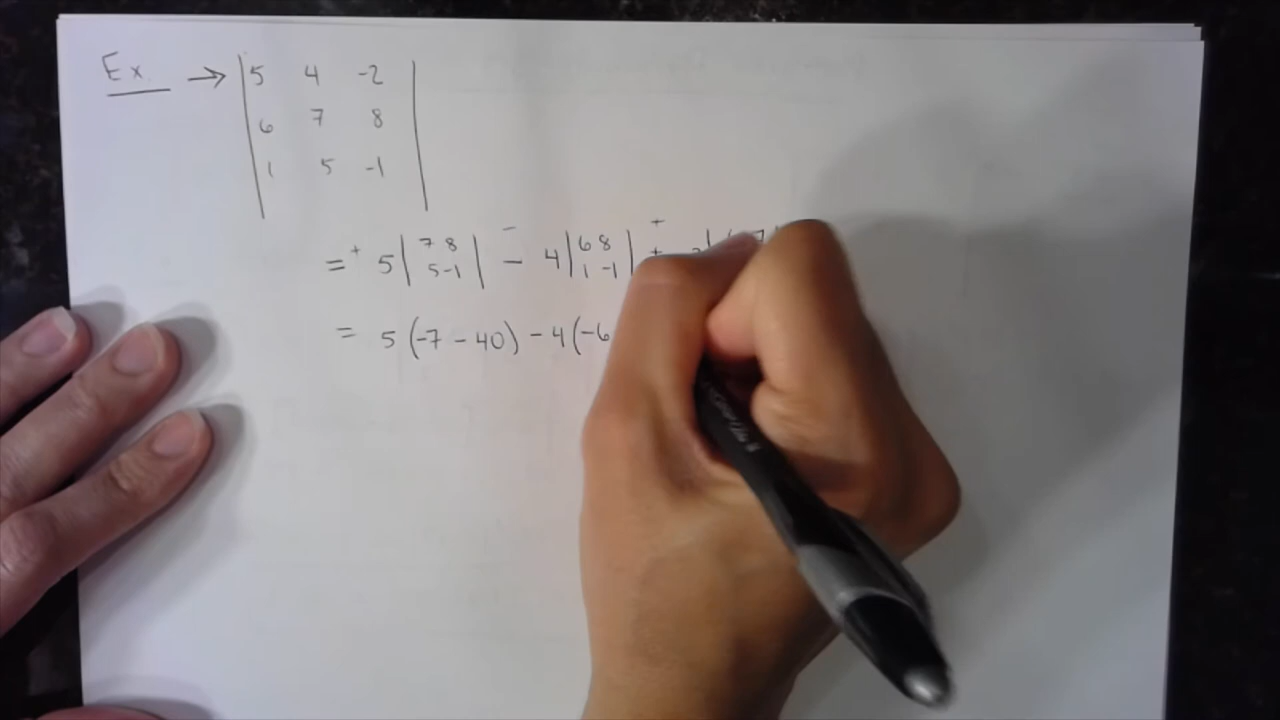 Ex. → | 5 4 -2 |
| 6 7 8 |
| 1 5 -1 |
- +
= + 5 | 7 8 | - 4 | 6 8 | +
| 5 -1 | | 1 -1 |
= 5 (-7 - 40) - 4 (-6